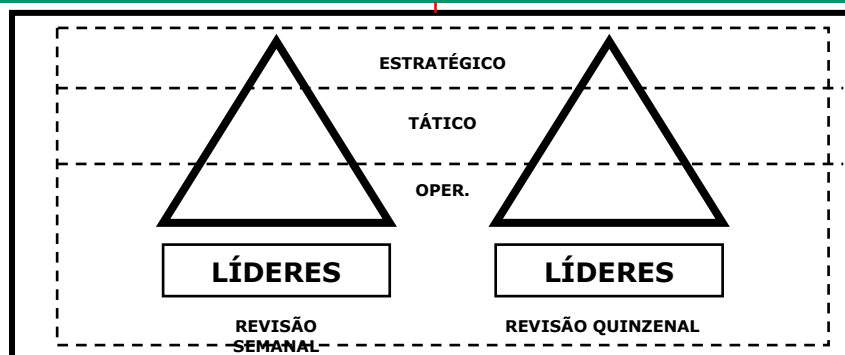 ESTRATÉGICO
TÁTICO
OPER.
LÍDERES
LÍDERES
REVISÃO
SEMANAL
REVISÃO QUINZENAL